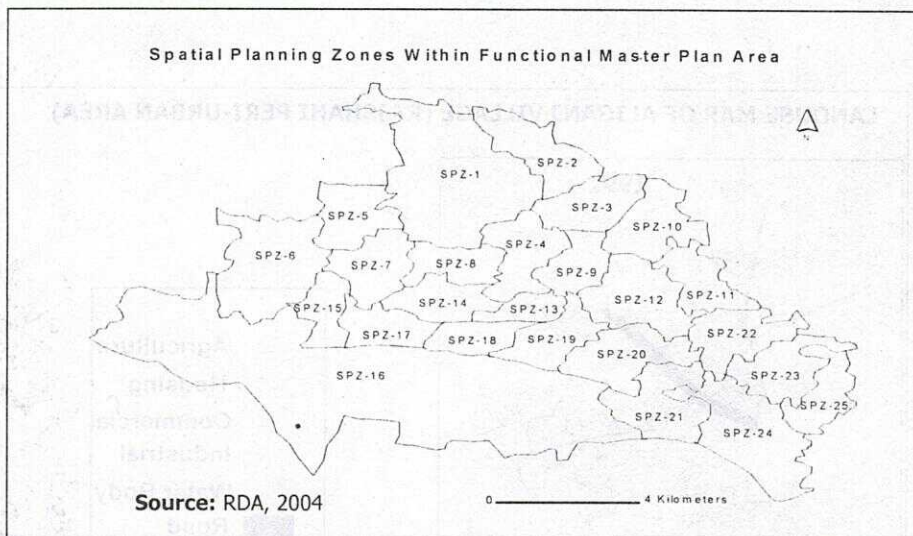 Spatial Planning Zones Within Functional Master Plan Area
N
SPZ-1
SPZ-2
SPZ-3
SPZ-5
SPZ-10
SPZ-4
SPZ-6
SPZ-7
SPZ-8
SPZ-9
SPZ-11
SPZ-12
SPZ-15
SPZ-14
SPZ-13
SPZ-22
SPZ-17
SPZ-18
SPZ-19
SPZ-20
SPZ-16
SPZ-23
SPZ-25
SPZ-21
SPZ-24
Source: RDA, 2004
0 4 Kilometers